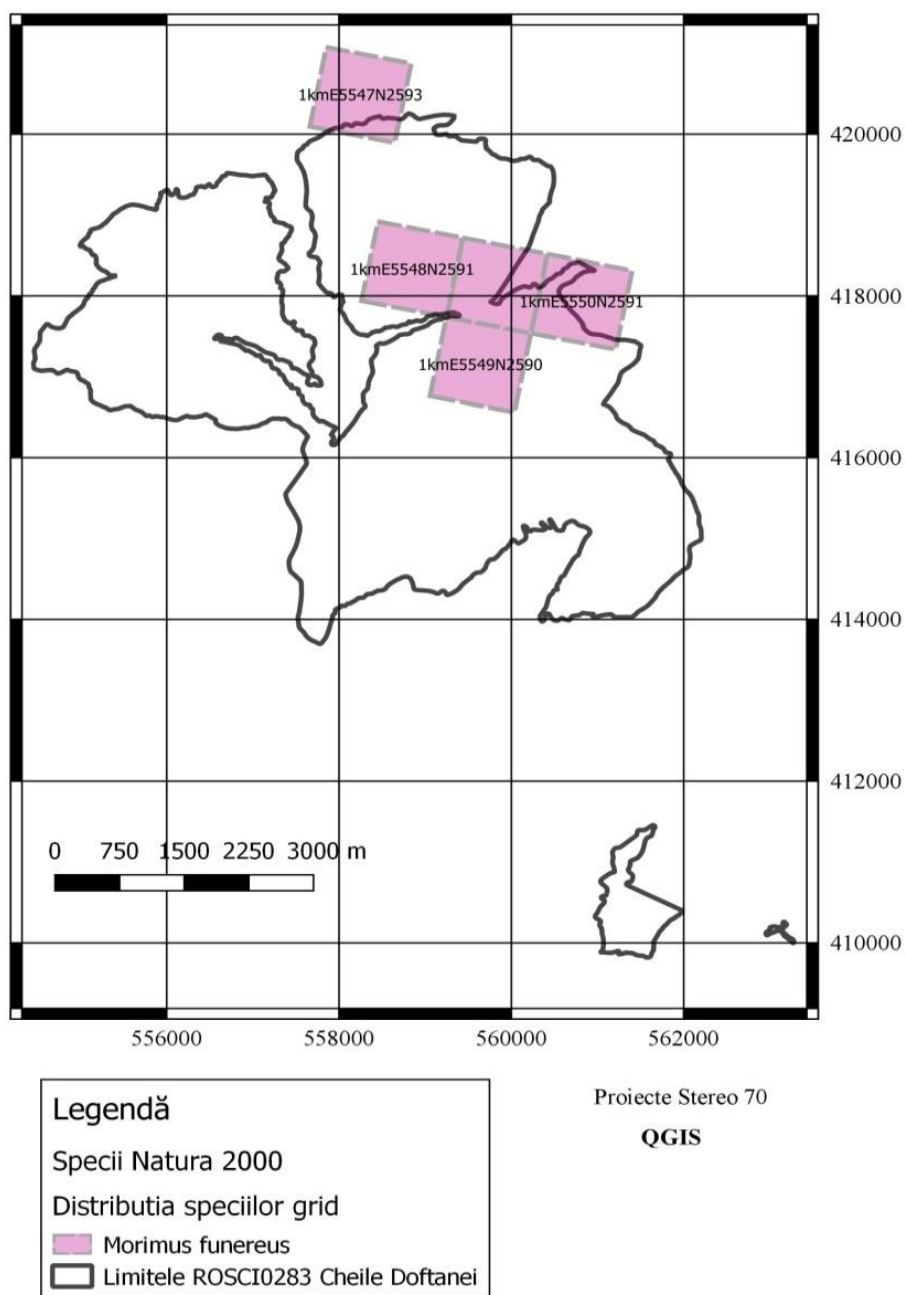 1kmE5547N2593
420000
1kmE5548N2591
418000
1kmE5550N2591
1kmE5549N2590
416000
414000
412000
0 750 1500 2250 3000 m
410000
556000 558000 560000 562000
Legendă
Specii Natura 2000
Distributia speciilor grid
Morimus funereus
Limitele ROSCI0283 Cheile Doftanei
Proiecte Stereo 70
QGIS